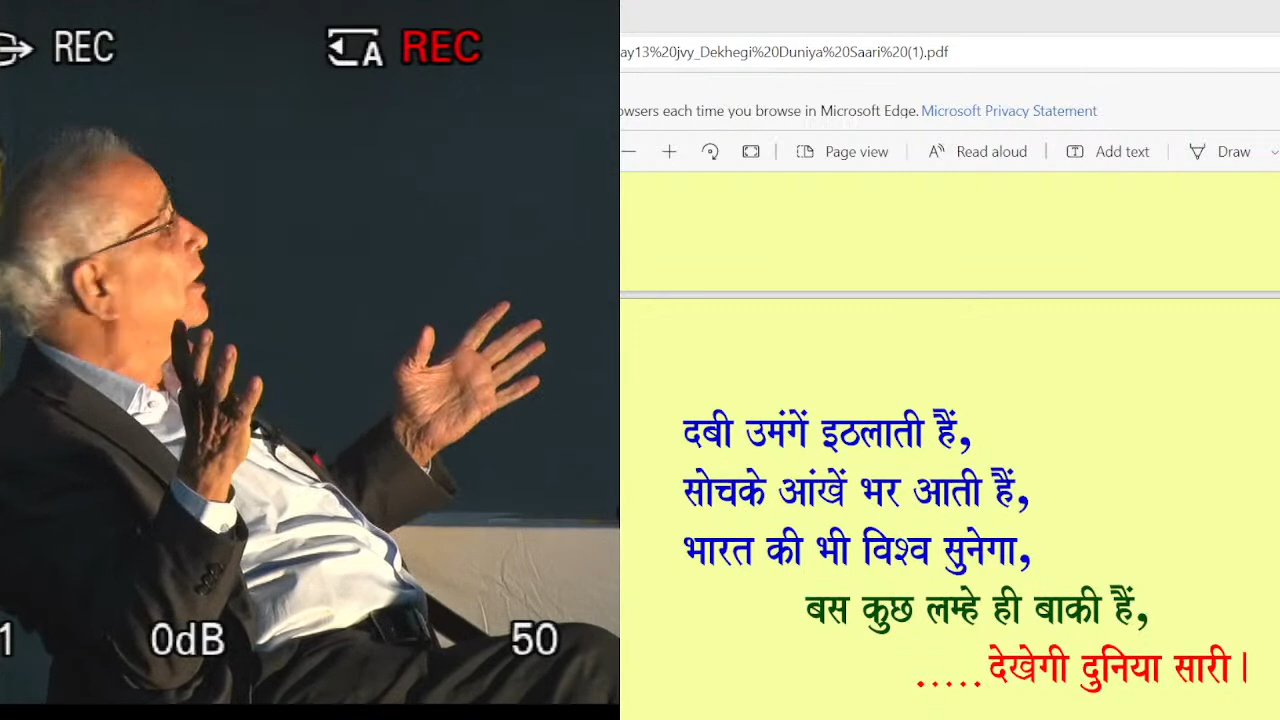 REC
A REC
1 0dB 50
ay13%20jvy_Dekhegi%20Duniya%20Saari%20(1).pdf
owsers each time you browse in Microsoft Edge. Microsoft Privacy Statement
Page view Read aloud Add text Draw
दबी उमंगें इठलाती हैं,
सोचके आंखें भर आती हैं,
भारत की भी विश्व सुनेगा,
बस कुछ लम्हे ही बाकी हैं,
.....देखेगी दुनिया सारी।